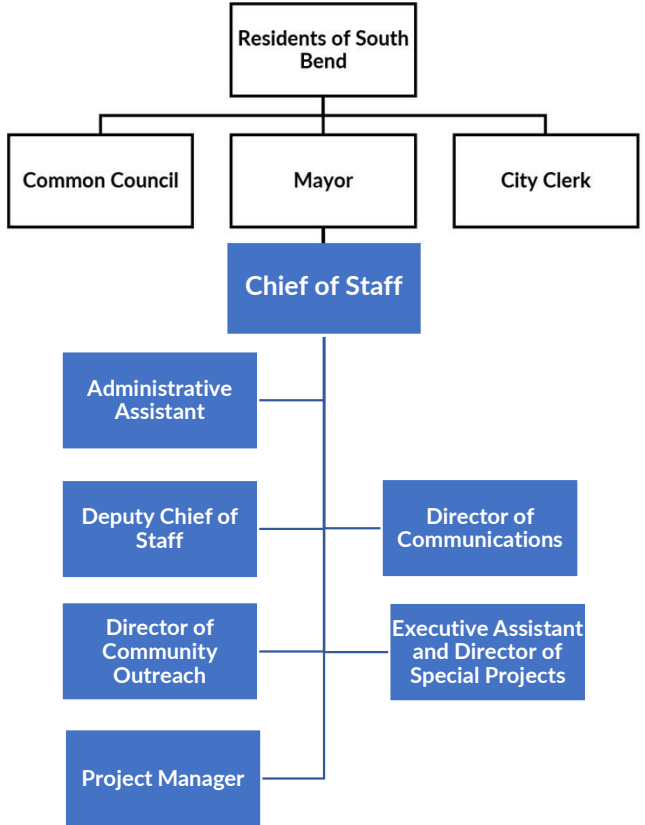 Residents of South
Bend
Common Council
Mayor
City Clerk
Chief of Staff
Administrative
Assistant
Deputy Chief of
Staff
Director of
Communications
Director of
Community
Outreach
Executive Assistant
and Director of
Special Projects
Project Manager